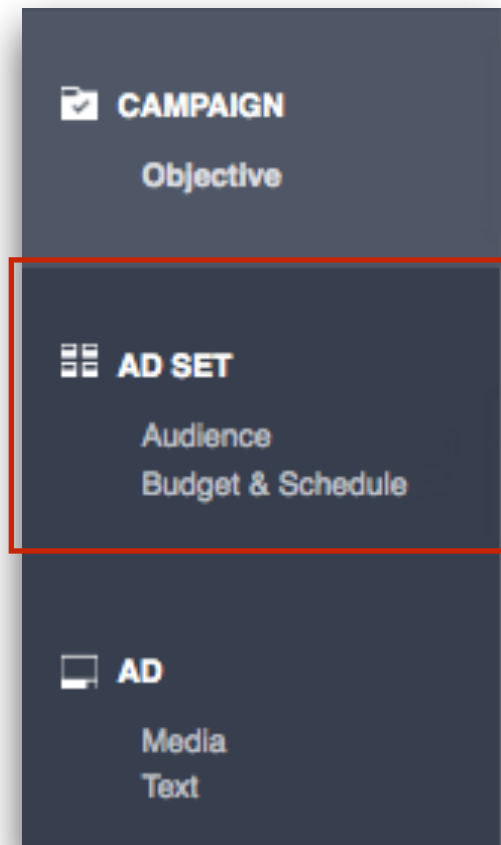 CAMPAIGN
Objective
AD SET
Audience
Budget & Schedule
AD
Media
Text